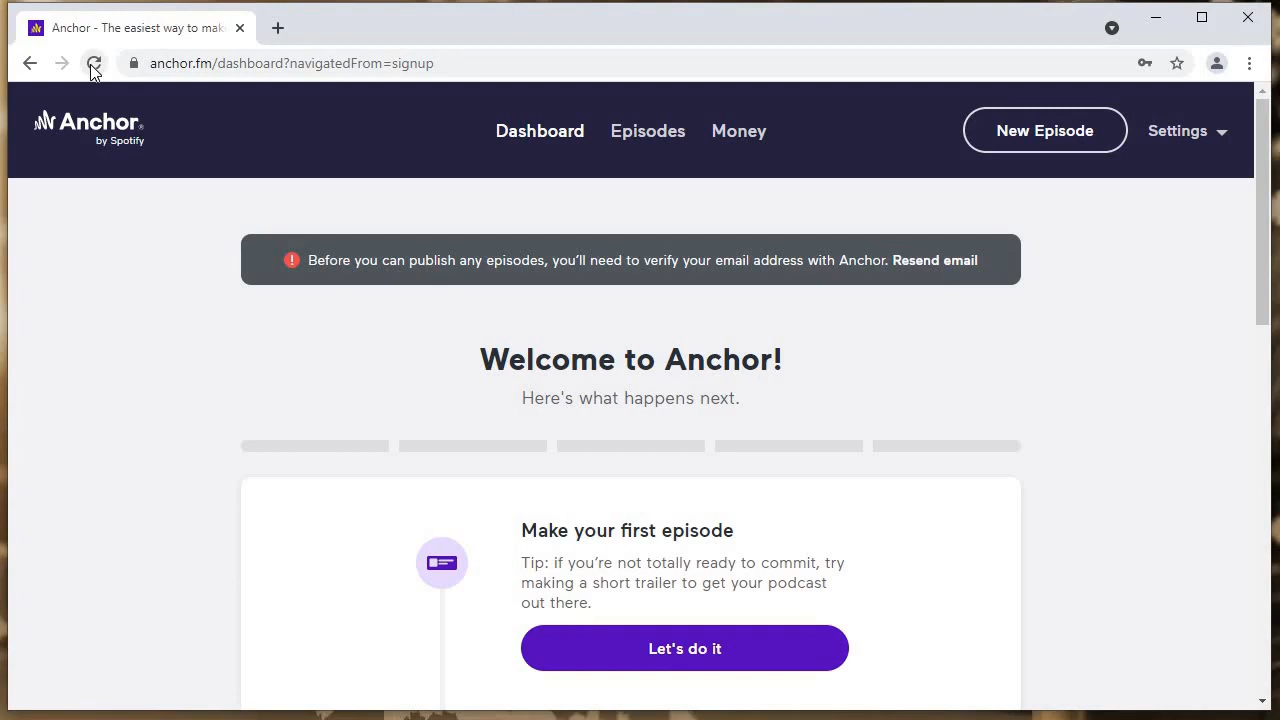 Anchor - The easiest way to mak
anchor.fm/dashboard?navigatedFrom=signup
Anchor
by Spotify
Dashboard
Episodes
Money
New Episode
Settings
Before you can publish any episodes, you’ll need to verify your email address with Anchor. Resend email
Welcome to Anchor!
Here's what happens next.
Make your first episode
Tip: if you’re not totally ready to commit, try
making a short trailer to get your podcast
out there.
Let's do it